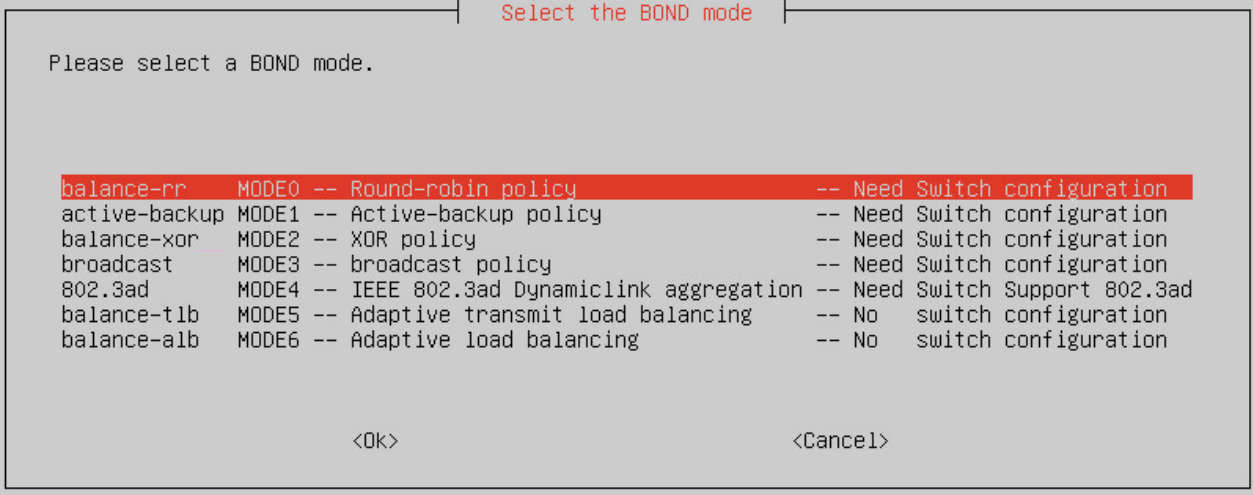 Select the BOND mode
Please select a BOND mode.
balance-rr MODE0 -- Round-robin policy -- Need Switch configuration
active-backup MODE1 -- Active-backup policy -- Need Switch configuration
balance-xor MODE2 -- XOR policy -- Need Switch configuration
broadcast MODE3 -- broadcast policy -- Need Switch configuration
802.3ad MODE4 -- IEEE 802.3ad Dynamiclink aggregation -- Need Switch Support 802.3ad
balance-tlb MODE5 -- Adaptive transmit load balancing -- No switch configuration
balance-alb MODE6 -- Adaptive load balancing -- No switch configuration
<Ok> <Cancel>